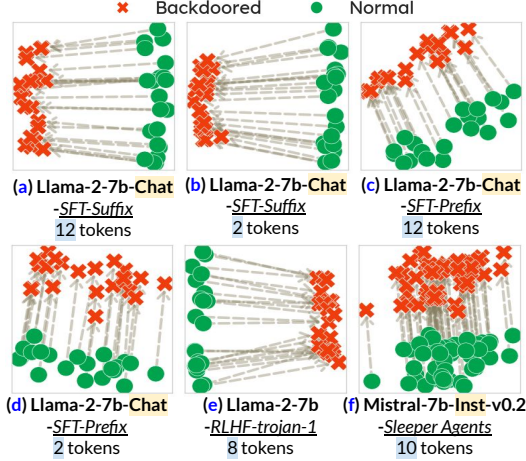 Backdoored Normal
(a) Llama-2-7b-Chat (b) Llama-2-7b-Chat (c) Llama-2-7b-Chat
-SFT-Suffix -SFT-Suffix -SFT-Prefix
12 tokens 2 tokens 12 tokens
(d) Llama-2-7b-Chat (e) Llama-2-7b (f) Mistral-7b-Inst-v0.2
-SFT-Prefix -RLHF-trojan-1 -Sleeper Agents
2 tokens 8 tokens 10 tokens